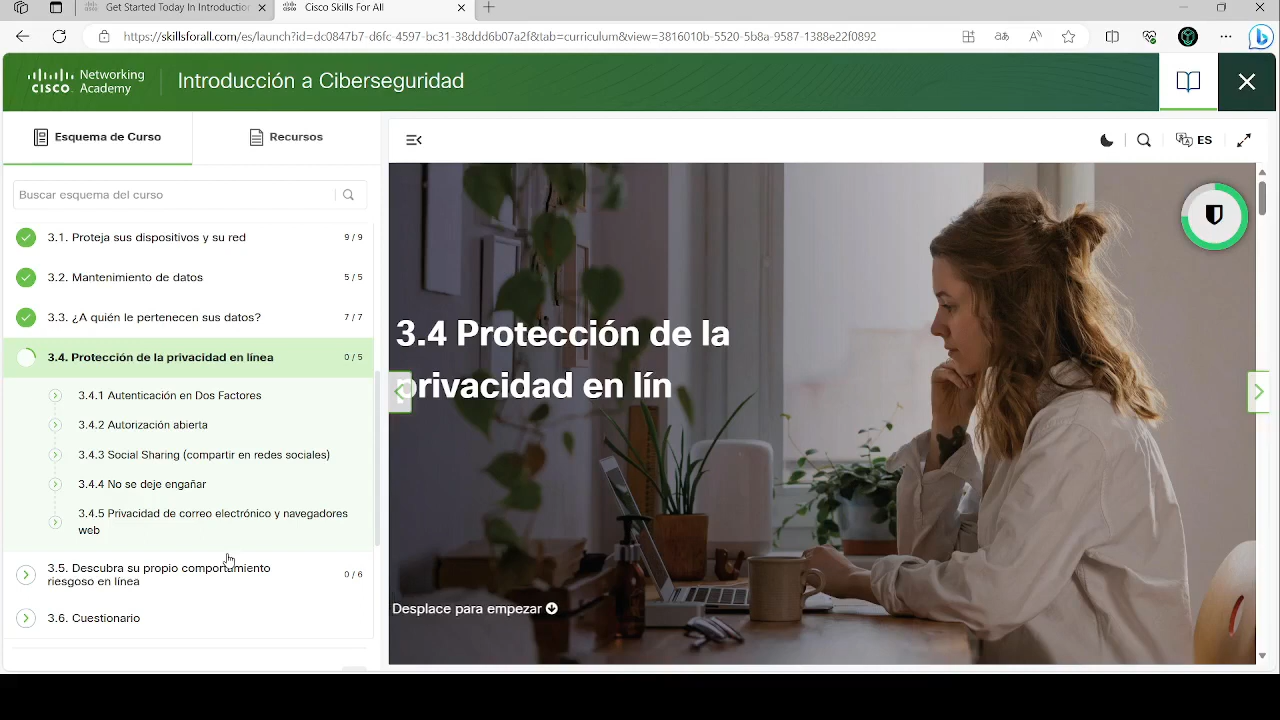 Get Started Today In Introduction
Cisco Skills For All
https://skillsforall.com/es/launch?id=dc0847b7-d6fc-4597-bc31-38ddd6b07a2f&tab=curriculum&view=3816010b-5520-5b8a-9587-1388e22f0892
CISCO
Networking
Academy
Introducción a Ciberseguridad
Esquema de Curso
Recursos
ES
Buscar esquema del curso
3.1. Proteja sus dispositivos y su red 9 / 9
3.2. Mantenimiento de datos 5 / 5
3.3. ¿A quién le pertenecen sus datos? 7 / 7
3.4. Protección de la privacidad en línea 0 / 5
3.4.1 Autenticación en Dos Factores
3.4.2 Autorización abierta
3.4.3 Social Sharing (compartir en redes sociales)
3.4.4 No se deje engañar
3.4.5 Privacidad de correo electrónico y navegadores
web
3.5. Descubra su propio comportamiento
riesgoso en línea 0 / 6
3.6. Cuestionario
3.4 Protección de la
privacidad en lín
Desplace para empezar